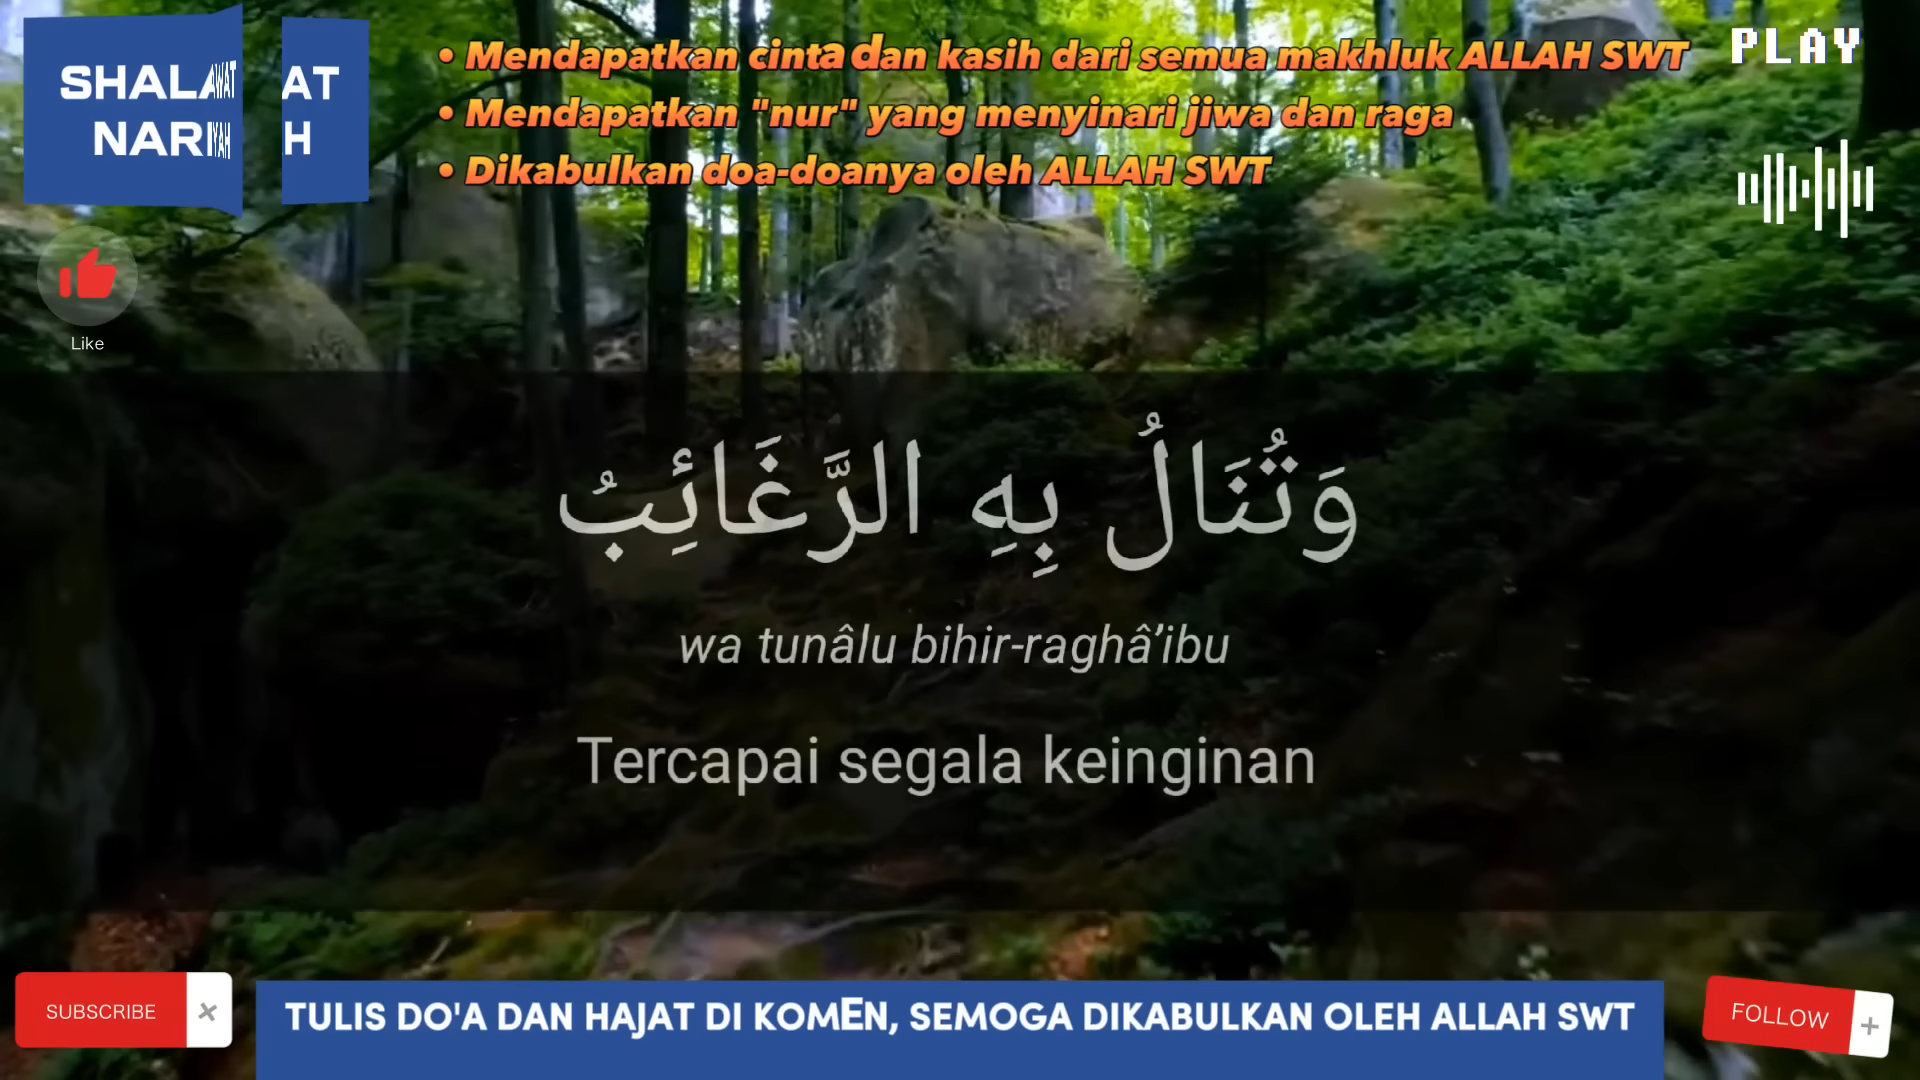 SHALAWAT AT
NARIYAH H
• Mendapatkan cinta dan kasih dari semua makhluk ALLAH SWT
• Mendapatkan "nur" yang menyinari jiwa dan raga
• Dikabulkan doa-doanya oleh ALLAH SWT
PLAY
Like
وَتُنَالُ بِهِ الرَّغَائِبُ
wa tunâlu bihir-raghâ’ibu
Tercapai segala keinginan
SUBSCRIBE
TULIS DO'A DAN HAJAT DI KOMEN, SEMOGA DIKABULKAN OLEH ALLAH SWT
FOLLOW